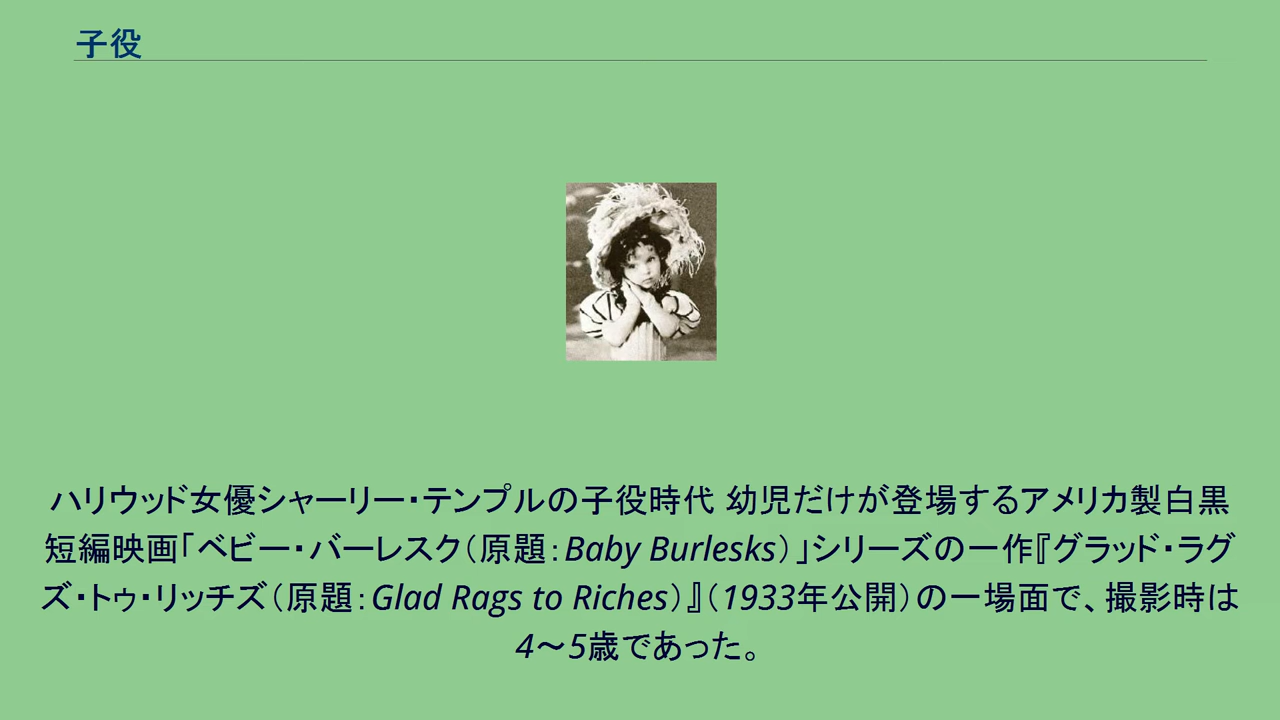 子役
ハリウッド女優シャーリー・テンプルの子役時代 幼児だけが登場するアメリカ製白黒
短編映画「ベビー・バーレスク（原題：Baby Burlesks）」シリーズの一作『グラッド・ラグ
ズ・トゥ・リッチズ（原題：Glad Rags to Riches）』（1933年公開）の一場面で、撮影時は
4〜5歳であった。